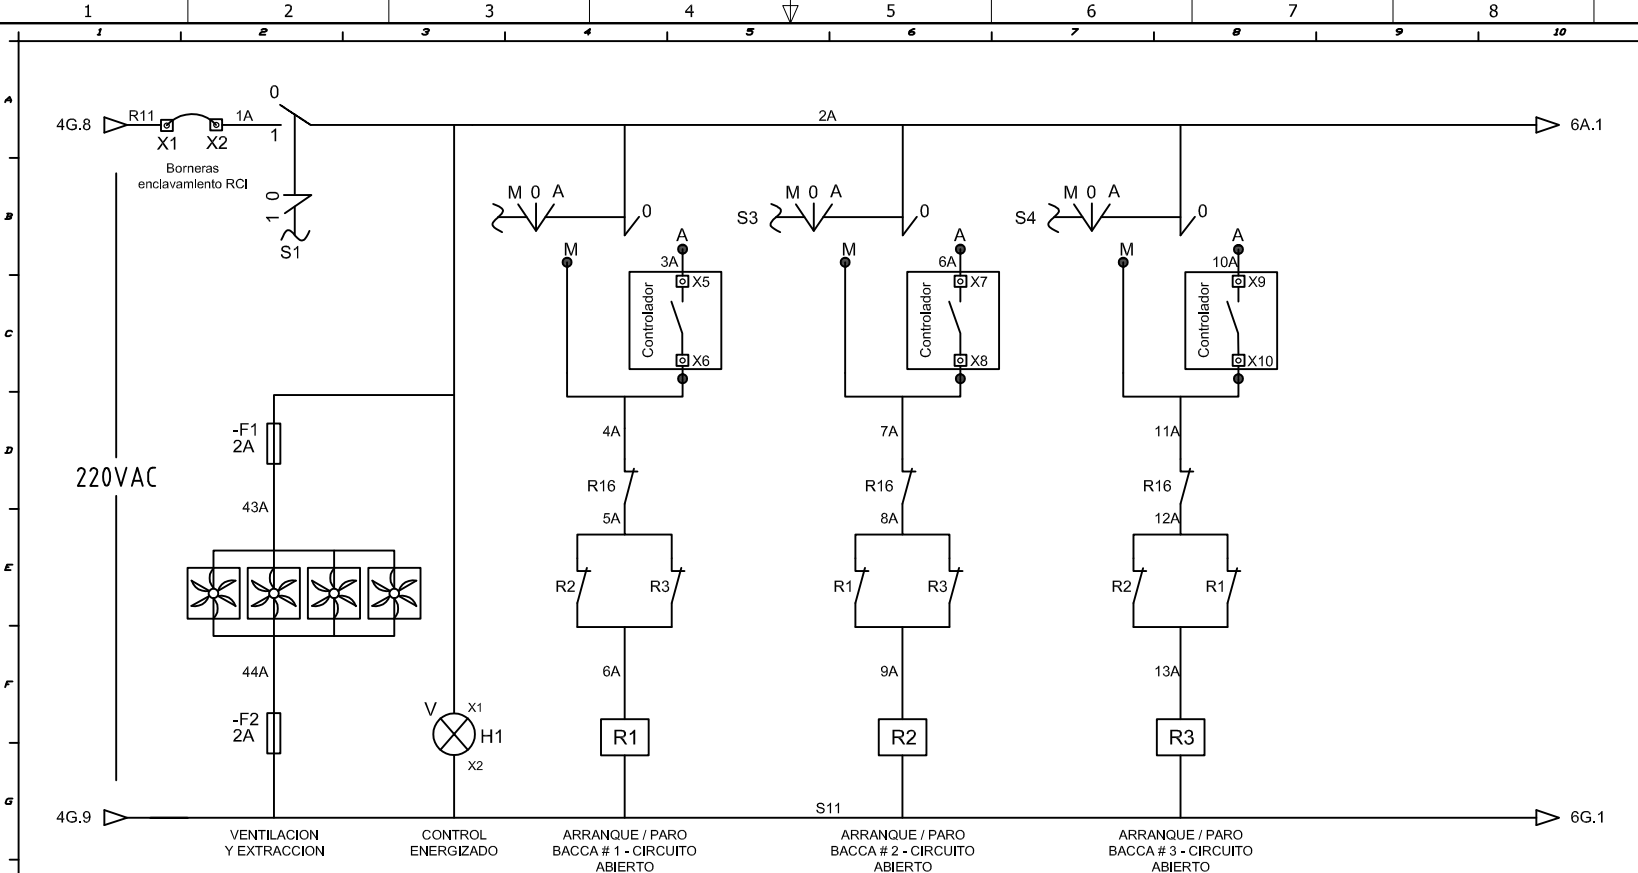 1 2 3 4 5 6 7 8
1 2 3 4 5 6 7 8 9 10
A
B
C
D
E
F
G
4G.8
R11
1A
0
1
2A
6A.1
X1
X2
Borneras
enclavamiento RCI
0
1
S1
M 0 A
0
S3
M 0 A
0
S4
M 0 A
0
M
A
3A
X5
Controlador
X6
M
A
6A
X7
Controlador
X8
M
A
10A
X9
Controlador
X10
220VAC
-F1
2A
43A
44A
-F2
2A
V
X1
H1
X2
4A
R16
5A
R2
R3
6A
R1
7A
R16
8A
R1
R3
9A
R2
11A
R16
12A
R2
R1
13A
R3
4G.9
S11
6G.1
VENTILACION
Y EXTRACCION
CONTROL
ENERGIZADO
ARRANQUE / PARO
BACCA # 1 - CIRCUITO
ABIERTO
ARRANQUE / PARO
BACCA # 2 - CIRCUITO
ABIERTO
ARRANQUE / PARO
BACCA # 3 - CIRCUITO
ABIERTO